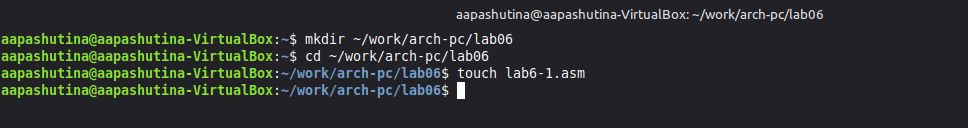 aapashutina@aapashutina-VirtualBox: ~/work/arch-pc/lab06
aapashutina@aapashutina-VirtualBox:~$ mkdir ~/work/arch-pc/lab06
aapashutina@aapashutina-VirtualBox:~$ cd ~/work/arch-pc/lab06
aapashutina@aapashutina-VirtualBox:~/work/arch-pc/lab06$ touch lab6-1.asm
aapashutina@aapashutina-VirtualBox:~/work/arch-pc/lab06$